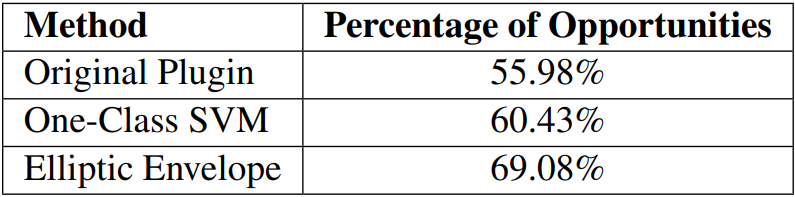 Method Percentage of Opportunities
Original Plugin 55.98%
One-Class SVM 60.43%
Elliptic Envelope 69.08%